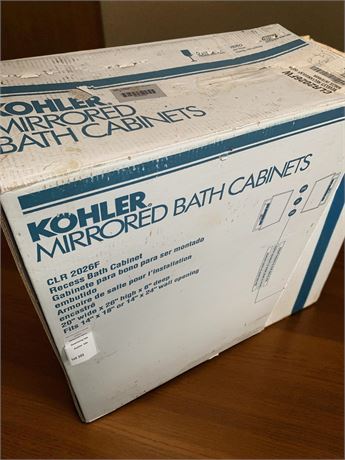 KOHLER
MIRRORED
BATH CABINETS
KOHLER®
MIRRORED BATH CABINETS
CLR 2026F
Recess Bath Cabinet
Gabinete para bono para ser montado
embutido
Armoire de salle pour l'installation
encastré
20" wide x 26" high x 6" deep
Fits 14" x 18" or 14" x 24" wall opening